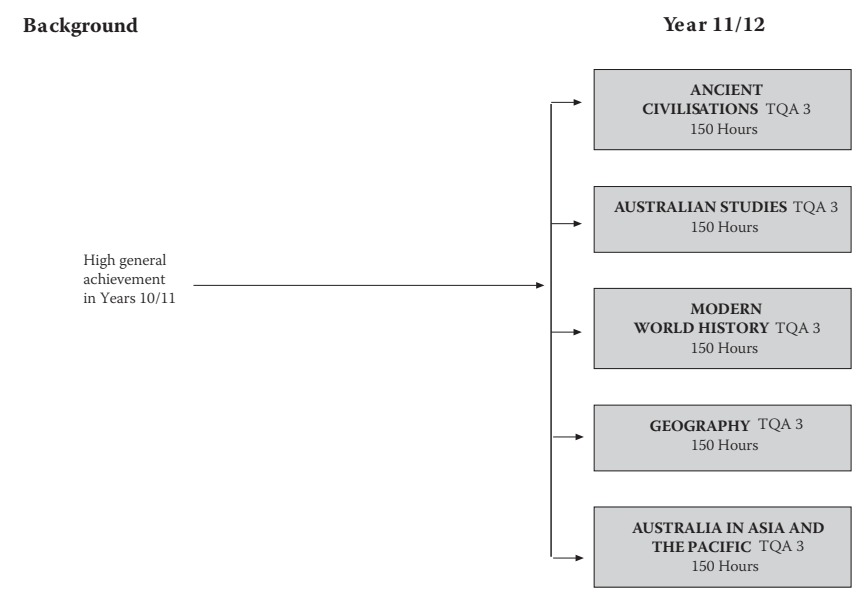 Background
Year 11/12
ANCIENT
CIVILISATIONS TQA 3
150 Hours
AUSTRALIAN STUDIES TQA 3
150 Hours
High general
achievement
in Years 10/11
MODERN
WORLD HISTORY TQA 3
150 Hours
GEOGRAPHY TQA 3
150 Hours
AUSTRALIA IN ASIA AND
THE PACIFIC TQA 3
150 Hours